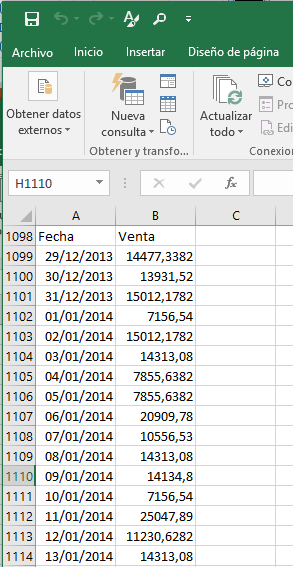 Archivo Inicio Insertar Diseño de página
Obtener datos externos
Nueva consulta
Actualizar todo
Obtener y transfo...
Conexion
H1110 fx
A B C
1098 Fecha Venta
1099 29/12/2013 14477,3382
1100 30/12/2013 13931,52
1101 31/12/2013 15012,1782
1102 01/01/2014 7156,54
1103 02/01/2014 15012,1782
1104 03/01/2014 14313,08
1105 04/01/2014 7855,6382
1106 05/01/2014 7855,6382
1107 06/01/2014 20909,78
1108 07/01/2014 10556,53
1109 08/01/2014 14313,08
1110 09/01/2014 14134,8
1111 10/01/2014 7156,54
1112 11/01/2014 25047,89
1113 12/01/2014 11230,6282
1114 13/01/2014 14313,08